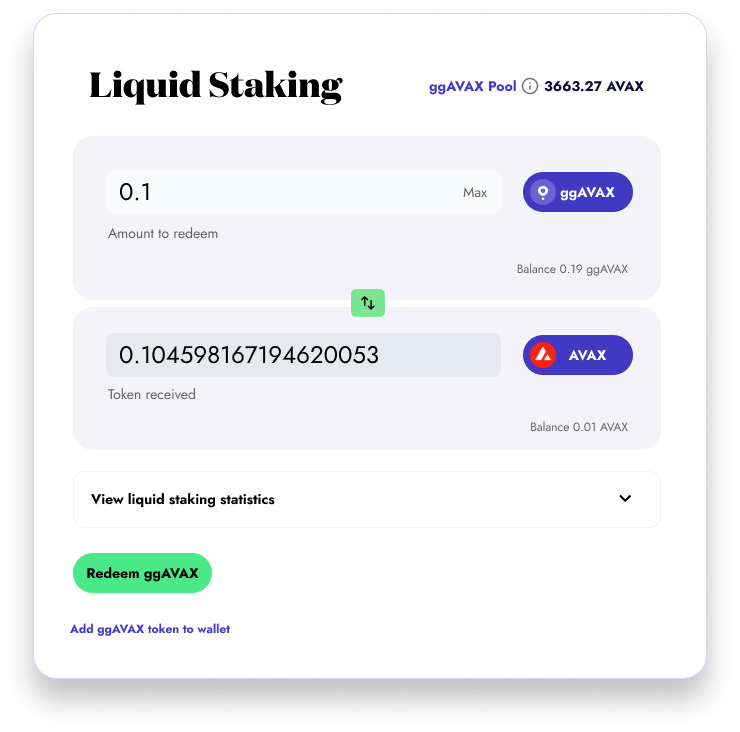 Liquid Staking
ggAVAX Pool 3663.27 AVAX
0.1
Max
ggAVAX
Amount to redeem
Balance 0.19 ggAVAX
0.104598167194620053
AVAX
Token received
Balance 0.01 AVAX
View liquid staking statistics
Redeem ggAVAX
Add ggAVAX token to wallet